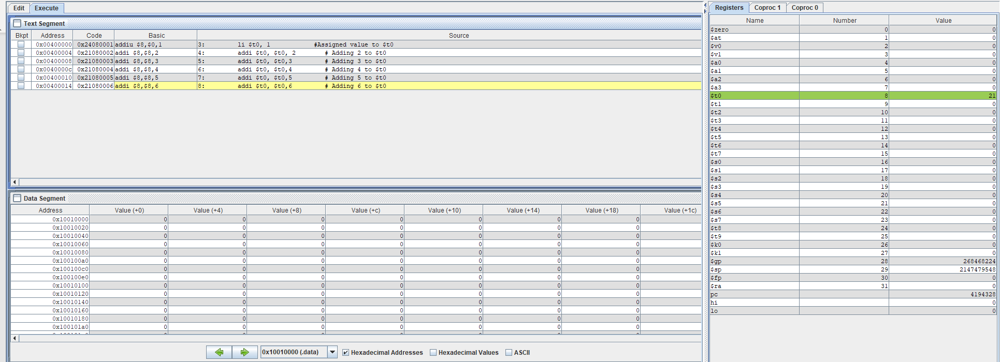 Edit Execute
Text Segment
Bkpt Address Code Basic Source
0x00400000 0x24080001 addiu $8,$0,1 3: li $t0, 1 #Assigned value to $t0
0x00400004 0x21080002 addi $8,$8,2 4: addi $t0, $t0, 2 # Adding 2 to $t0
0x00400008 0x21080003 addi $8,$8,3 5: addi $t0, $t0,3 # Adding 3 to $t0
0x0040000c 0x21080004 addi $8,$8,4 6: addi $t0, $t0,4 # Adding 4 to $t0
0x00400010 0x21080005 addi $8,$8,5 7: addi $t0, $t0,5 # Adding 5 to $t0
0x00400014 0x21080006 addi $8,$8,6 8: addi $t0, $t0,6 # Adding 6 to $t0
Data Segment
Address Value (+0) Value (+4) Value (+8) Value (+c) Value (+10) Value (+14) Value (+18) Value (+1c)
0x10010000 0 0 0 0 0 0 0
0x10010020 0 0 0 0 0 0 0
0x10010040 0 0 0 0 0 0 0
0x10010060 0 0 0 0 0 0 0
0x10010080 0 0 0 0 0 0 0
0x100100a0 0 0 0 0 0 0 0
0x100100c0 0 0 0 0 0 0 0
0x100100e0 0 0 0 0 0 0 0
0x10010100 0 0 0 0 0 0 0
0x10010120 0 0 0 0 0 0 0
0x10010140 0 0 0 0 0 0 0
0x10010160 0 0 0 0 0 0 0
0x10010180 0 0 0 0 0 0 0
0x100101a0 0 0 0 0 0 0 0
0x10010000 (.data) Hexadecimal Addresses Hexadecimal Values ASCII
Registers Coproc 1 Coproc 0
Name Number Value
$zero 0 0
$at 1 0
$v0 2 0
$v1 3 0
$a0 4 0
$a1 5 0
$a2 6 0
$a3 7 0
$t0 8 21
$t1 9 0
$t2 10 0
$t3 11 0
$t4 12 0
$t5 13 0
$t6 14 0
$t7 15 0
$s0 16 0
$s1 17 0
$s2 18 0
$s3 19 0
$s4 20 0
$s5 21 0
$s6 22 0
$s7 23 0
$t8 24 0
$t9 25 0
$k0 26 0
$k1 27 0
$gp 28 268468224
$sp 29 2147479548
$fp 30 0
$ra 31 0
pc 4194328
hi 0
lo 0